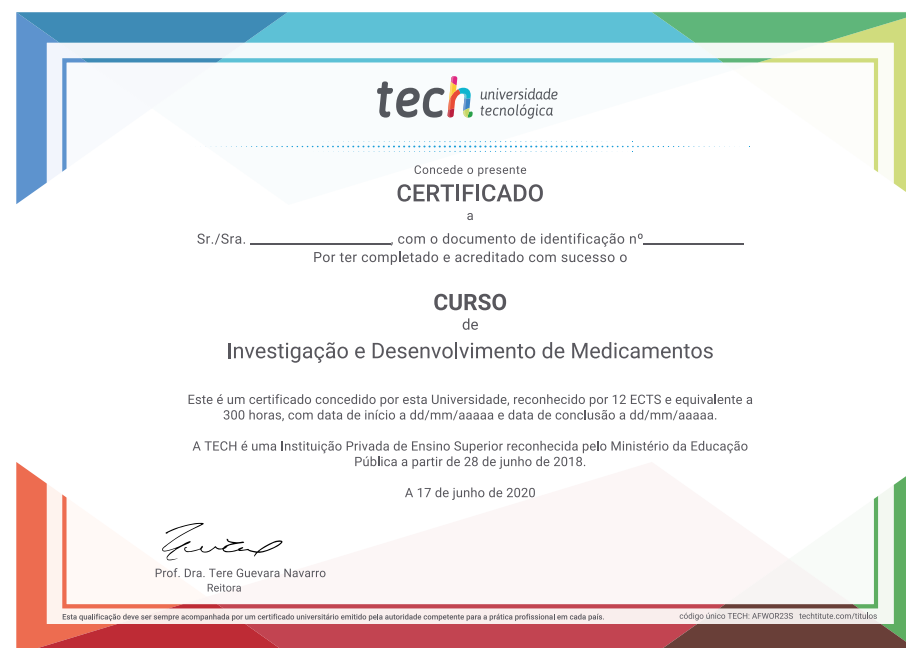 tech universidade
tecnológica
Concede o presente
CERTIFICADO
a
Sr./Sra. ________________, com o documento de identificação nº____________
Por ter completado e acreditado com sucesso o
CURSO
de
Investigação e Desenvolvimento de Medicamentos
Este é um certificado concedido por esta Universidade, reconhecido por 12 ECTS e equivalente a
300 horas, com data de início a dd/mm/aaaaa e data de conclusão a dd/mm/aaaaa.
A TECH é uma Instituição Privada de Ensino Superior reconhecida pelo Ministério da Educação
Pública a partir de 28 de junho de 2018.
A 17 de junho de 2020
Prof. Dra. Tere Guevara Navarro
Reitora
Esta qualificação deve ser sempre acompanhada por um certificado universitário emitido pela autoridade competente para a prática profissional em cada país.
código único TECH: AFWOR23S techtitute.com/titulos